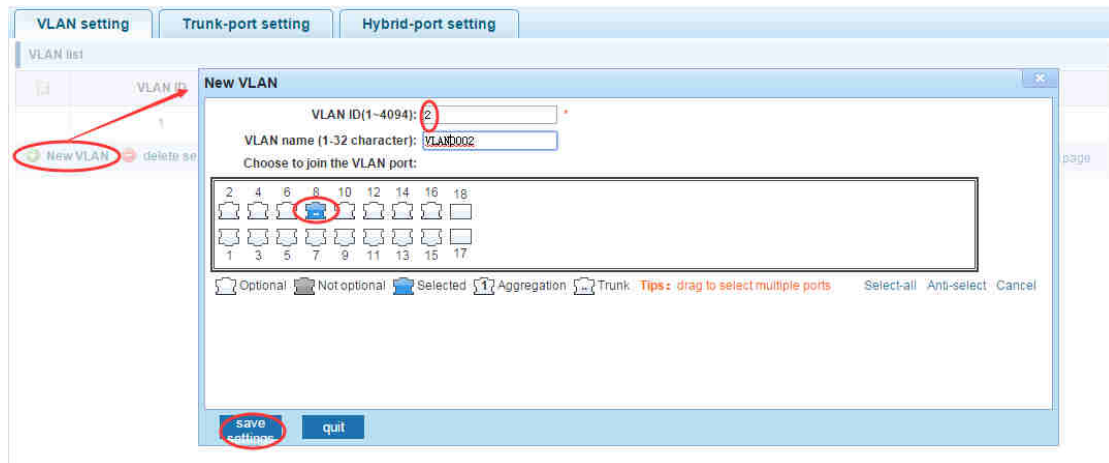 VLAN setting Trunk-port setting Hybrid-port setting
VLAN list
VLAN ID
New VLAN
1
VLAN ID(1~4094): 2 *
VLAN name (1-32 character): VLAN0002
Choose to join the VLAN port:
New VLAN delete se
page
2 4 6 8 10 12 14 16 18
1 3 5 7 9 11 13 15 17
Optional Not optional Selected 1 Aggregation Trunk Tips: drag to select multiple ports Select-all Anti-select Cancel
save
settings
quit